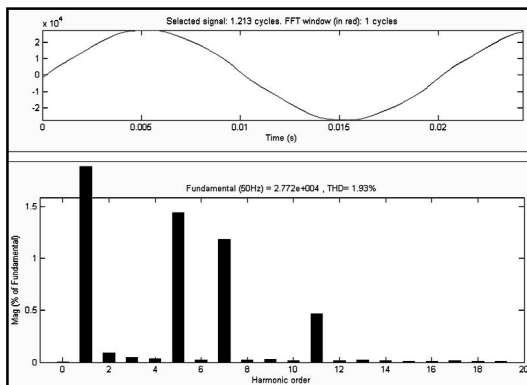 Selected signal: 1.213 cycles. FFT window (in red): 1 cycles
x 10⁴
2
1
0
-1
-2
0 0.005 0.01 0.015 0.02
Time (s)
Fundamental (50Hz) = 2.772e+004 , THD= 1.93%
1.5
1
0.5
0
Mag (% of Fundamental)
0 2 4 6 8 10 12 14 16 18 20
Harmonic order